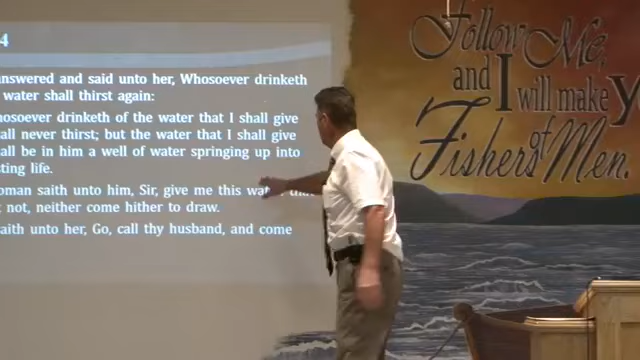 4
answered and said unto her, Whosoever drinketh
water shall thirst again:
hosoever drinketh of the water that I shall give
all never thirst; but the water that I shall give
all be in him a well of water springing up into
sting life.
oman saith unto him, Sir, give me this
not, neither come hither to draw.
aith unto her, Go, call thy husband, and come
Follow Me,
and I will make y
Fishers of Men.